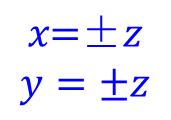 x=±z
y = ±z